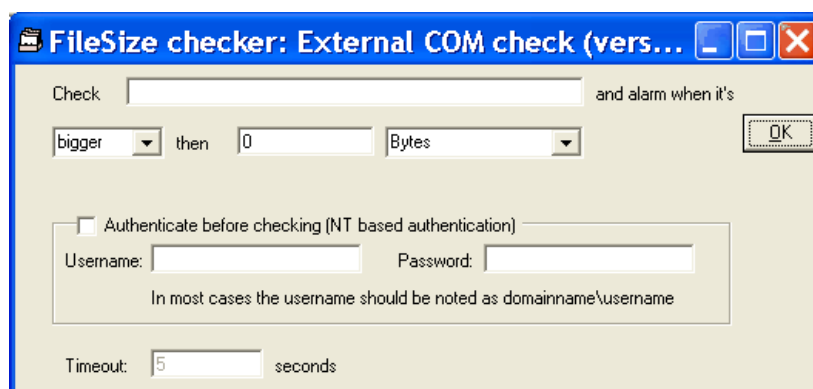 FileSize checker: External COM check (vers...
Check and alarm when it's
bigger then 0 Bytes
OK
Authenticate before checking (NT based authentication)
Username: Password:
In most cases the username should be noted as domainname\username
Timeout: 5 seconds